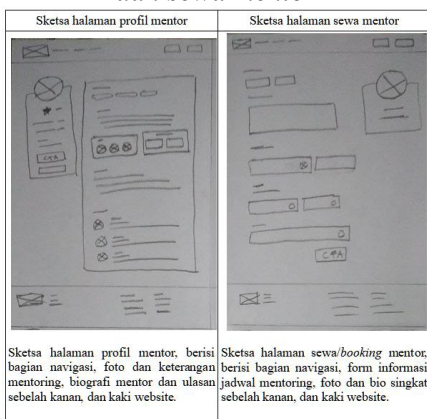 Sketsa halaman profil mentor
Sketsa halaman sewa mentor
CTA
CTA
Sketsa halaman profil mentor, berisi
bagian navigasi, foto dan keterangan
mentoring, biografi mentor dan ulasan
sebelah kanan, dan kaki website.
Sketsa halaman sewa/booking mentor,
berisi bagian navigasi, form informasi
jadwal mentoring, foto dan bio singkat
sebelah kanan, dan kaki website.